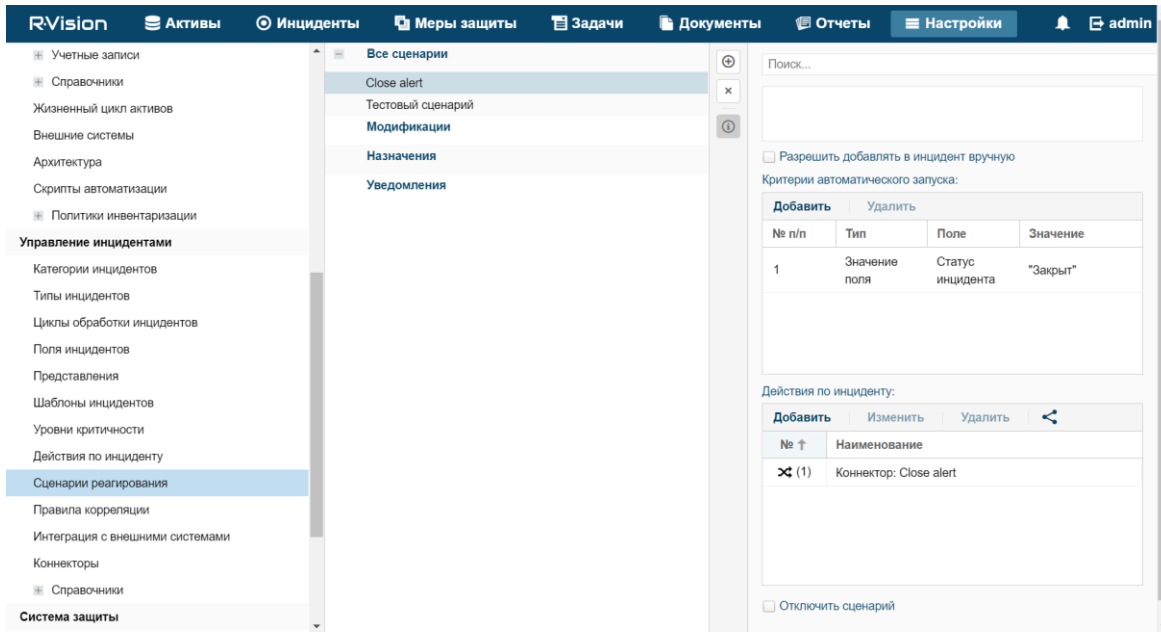 R·Vision Активы Инциденты Меры защиты Задачи Документы Отчеты Настройки admin
Учетные записи
Справочники
Жизненный цикл активов
Внешние системы
Архитектура
Скрипты автоматизации
Политики инвентаризации
Управление инцидентами
Категории инцидентов
Типы инцидентов
Циклы обработки инцидентов
Поля инцидентов
Представления
Шаблоны инцидентов
Уровни критичности
Действия по инциденту
Сценарии реагирования
Правила корреляции
Интеграция с внешними системами
Коннекторы
Справочники
Система защиты
Все сценарии
Close alert
Тестовый сценарий
Модификации
Назначения
Уведомления
Поиск...
Разрешить добавлять в инцидент вручную
Критерии автоматического запуска:
Добавить Удалить
№ п/п Тип Поле Значение
1 Значение поля Статус инцидента "Закрыт"
Действия по инциденту:
Добавить Изменить Удалить
№ Наименование
(1) Коннектор: Close alert
Отключить сценарий